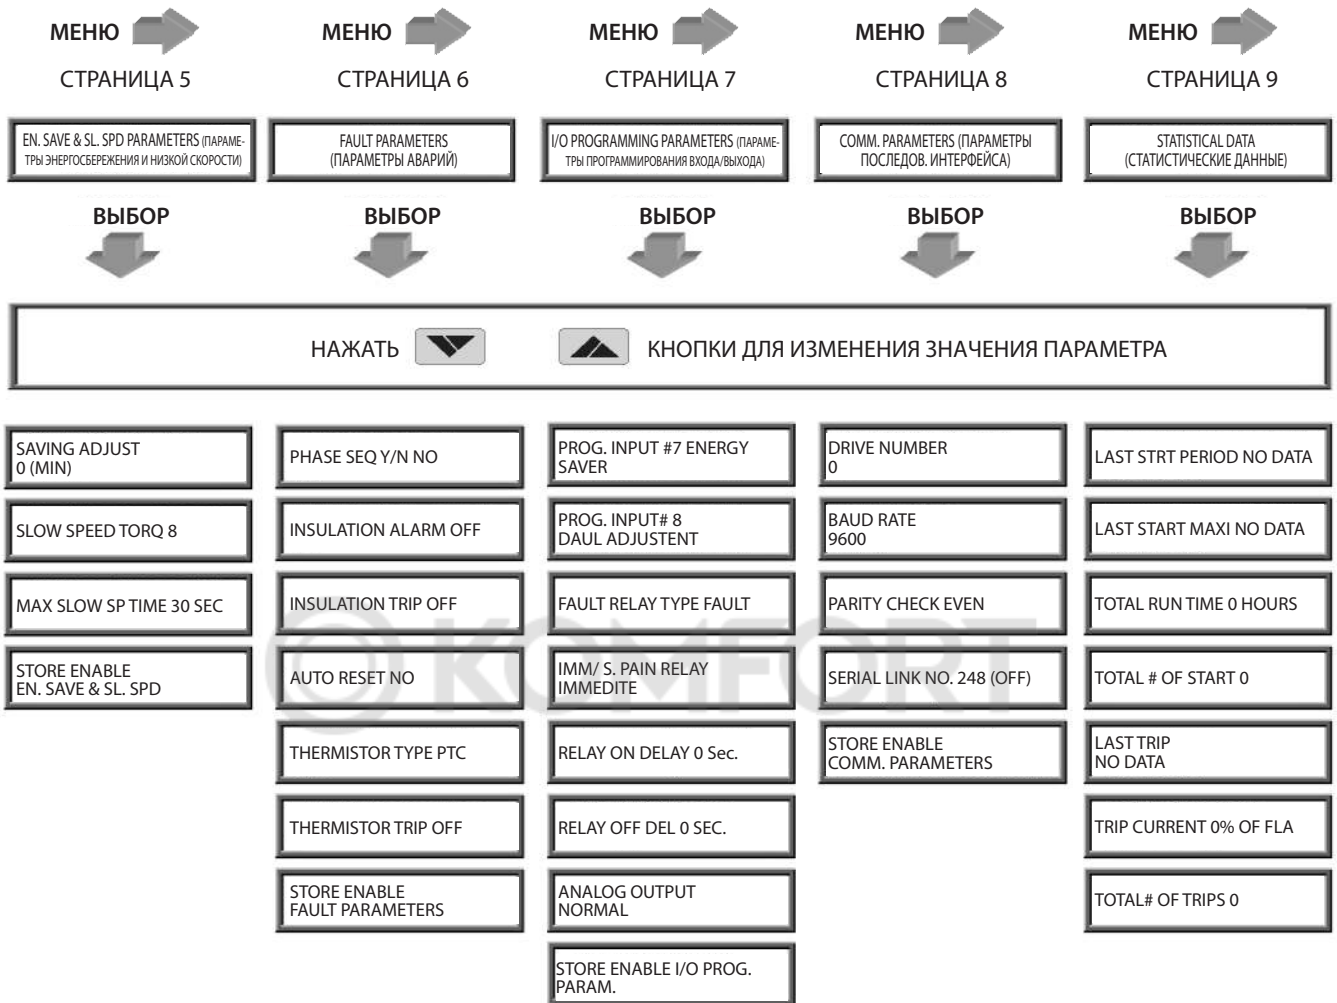 МЕНЮ
МЕНЮ
МЕНЮ
МЕНЮ
МЕНЮ
СТРАНИЦА 5
СТРАНИЦА 6
СТРАНИЦА 7
СТРАНИЦА 8
СТРАНИЦА 9
EN. SAVE & SL. SPD PARAMETERS (ПАРАМЕ-
ТРЫ ЭНЕРГОСБЕРЕЖЕНИЯ И НИЗКОЙ СКОРОСТИ)
FAULT PARAMETERS
(ПАРАМЕТРЫ АВАРИЙ)
I/O PROGRAMMING PARAMETERS (ПАРАМЕ-
ТРЫ ПРОГРАММИРОВАНИЯ ВХОДА/ВЫХОДА)
COMM. PARAMETERS (ПАРАМЕТРЫ
ПОСЛЕДОВ. ИНТЕРФЕЙСА)
STATISTICAL DATA
(СТАТИСТИЧЕСКИЕ ДАННЫЕ)
ВЫБОР
ВЫБОР
ВЫБОР
ВЫБОР
ВЫБОР
НАЖАТЬ
КНОПКИ ДЛЯ ИЗМЕНЕНИЯ ЗНАЧЕНИЯ ПАРАМЕТРА
SAVING ADJUST
0 (MIN)
SLOW SPEED TORQ 8
MAX SLOW SP TIME 30 SEC
STORE ENABLE
EN. SAVE & SL. SPD
PHASE SEQ Y/N NO
INSULATION ALARM OFF
INSULATION TRIP OFF
AUTO RESET NO
THERMISTOR TYPE PTC
THERMISTOR TRIP OFF
STORE ENABLE
FAULT PARAMETERS
PROG. INPUT #7 ENERGY
SAVER
PROG. INPUT# 8
DAUL ADJUSTENT
FAULT RELAY TYPE FAULT
IMM/ S. PAIN RELAY
IMMEDITE
RELAY ON DELAY 0 Sec.
RELAY OFF DEL 0 SEC.
ANALOG OUTPUT
NORMAL
STORE ENABLE I/O PROG.
PARAM.
DRIVE NUMBER
0
BAUD RATE
9600
PARITY CHECK EVEN
SERIAL LINK NO. 248 (OFF)
STORE ENABLE
COMM. PARAMETERS
LAST STRT PERIOD NO DATA
LAST START MAXI NO DATA
TOTAL RUN TIME 0 HOURS
TOTAL # OF START 0
LAST TRIP
NO DATA
TRIP CURRENT 0% OF FLA
TOTAL# OF TRIPS 0
KOMFORT